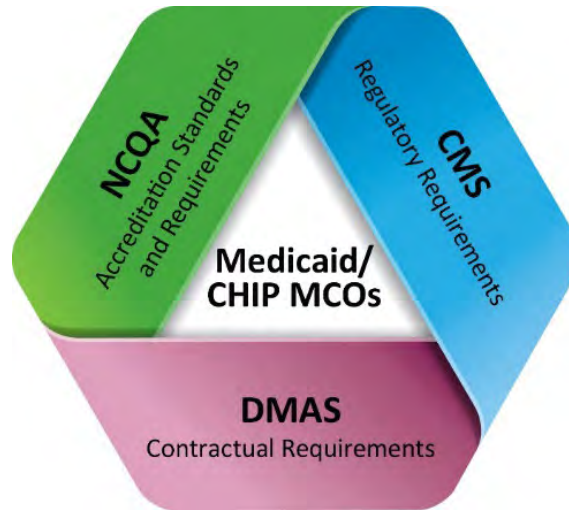 NCQA
Accreditation Standards
and Requirements
CMS
Regulatory Requirements
Medicaid/
CHIP MCOs
DMAS
Contractual Requirements